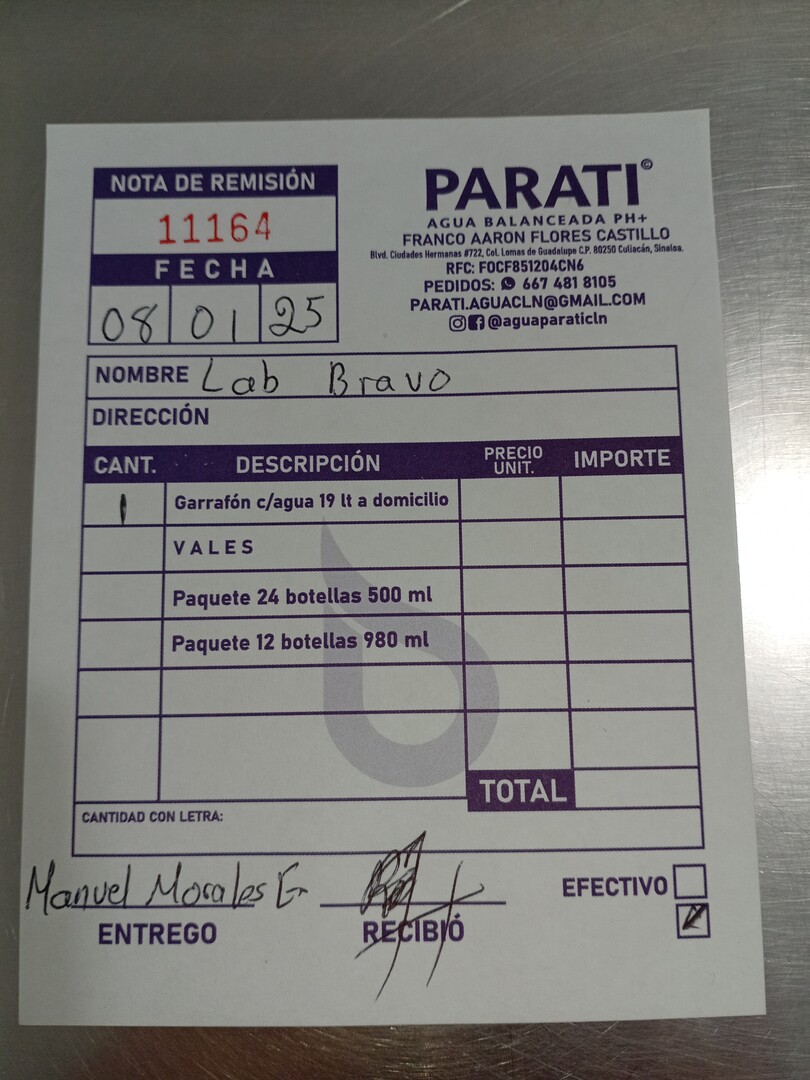 NOTA DE REMISIÓN
11164
FECHA
08 01 25
PARATI©
AGUA BALANCEADA PH+
FRANCO AARON FLORES CASTILLO
Blvd. Ciudades Hermanas #722, Col. Lomas de Guadalupe C.P. 80250 Culiacán, Sinaloa.
RFC: FOCF851204CN6
PEDIDOS: 667 481 8105
PARATI.AGUACLN@GMAIL.COM
@aguaparaticln
NOMBRE Lab Bravo
DIRECCIÓN
CANT. DESCRIPCIÓN PRECIO UNIT. IMPORTE
1 Garrafón c/agua 19 lt a domicilio
VALES
Paquete 24 botellas 500 ml
Paquete 12 botellas 980 ml
TOTAL
CANTIDAD CON LETRA:
Manuel Morales G
ENTREGO
RECIBIÓ
EFECTIVO